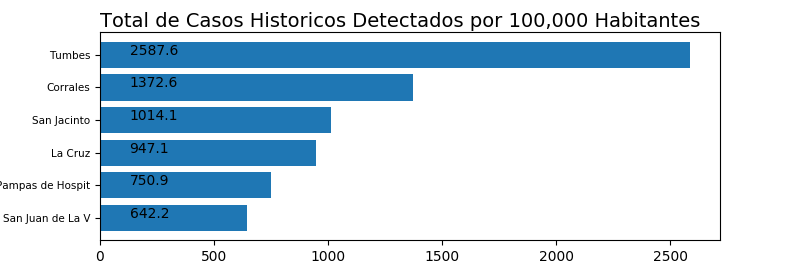 Total de Casos Historicos Detectados por 100,000 Habitantes
Tumbes 2587.6
Corrales 1372.6
San Jacinto 1014.1
La Cruz 947.1
Pampas de Hospit 750.9
San Juan de La V 642.2
0 500 1000 1500 2000 2500